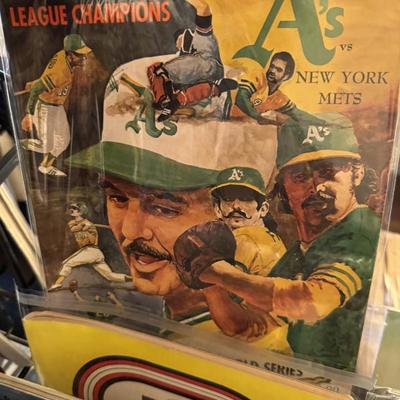 LEAGUE CHAMPIONS
A's
vs
NEW YORK
METS
A's
A's
A's
SERIES